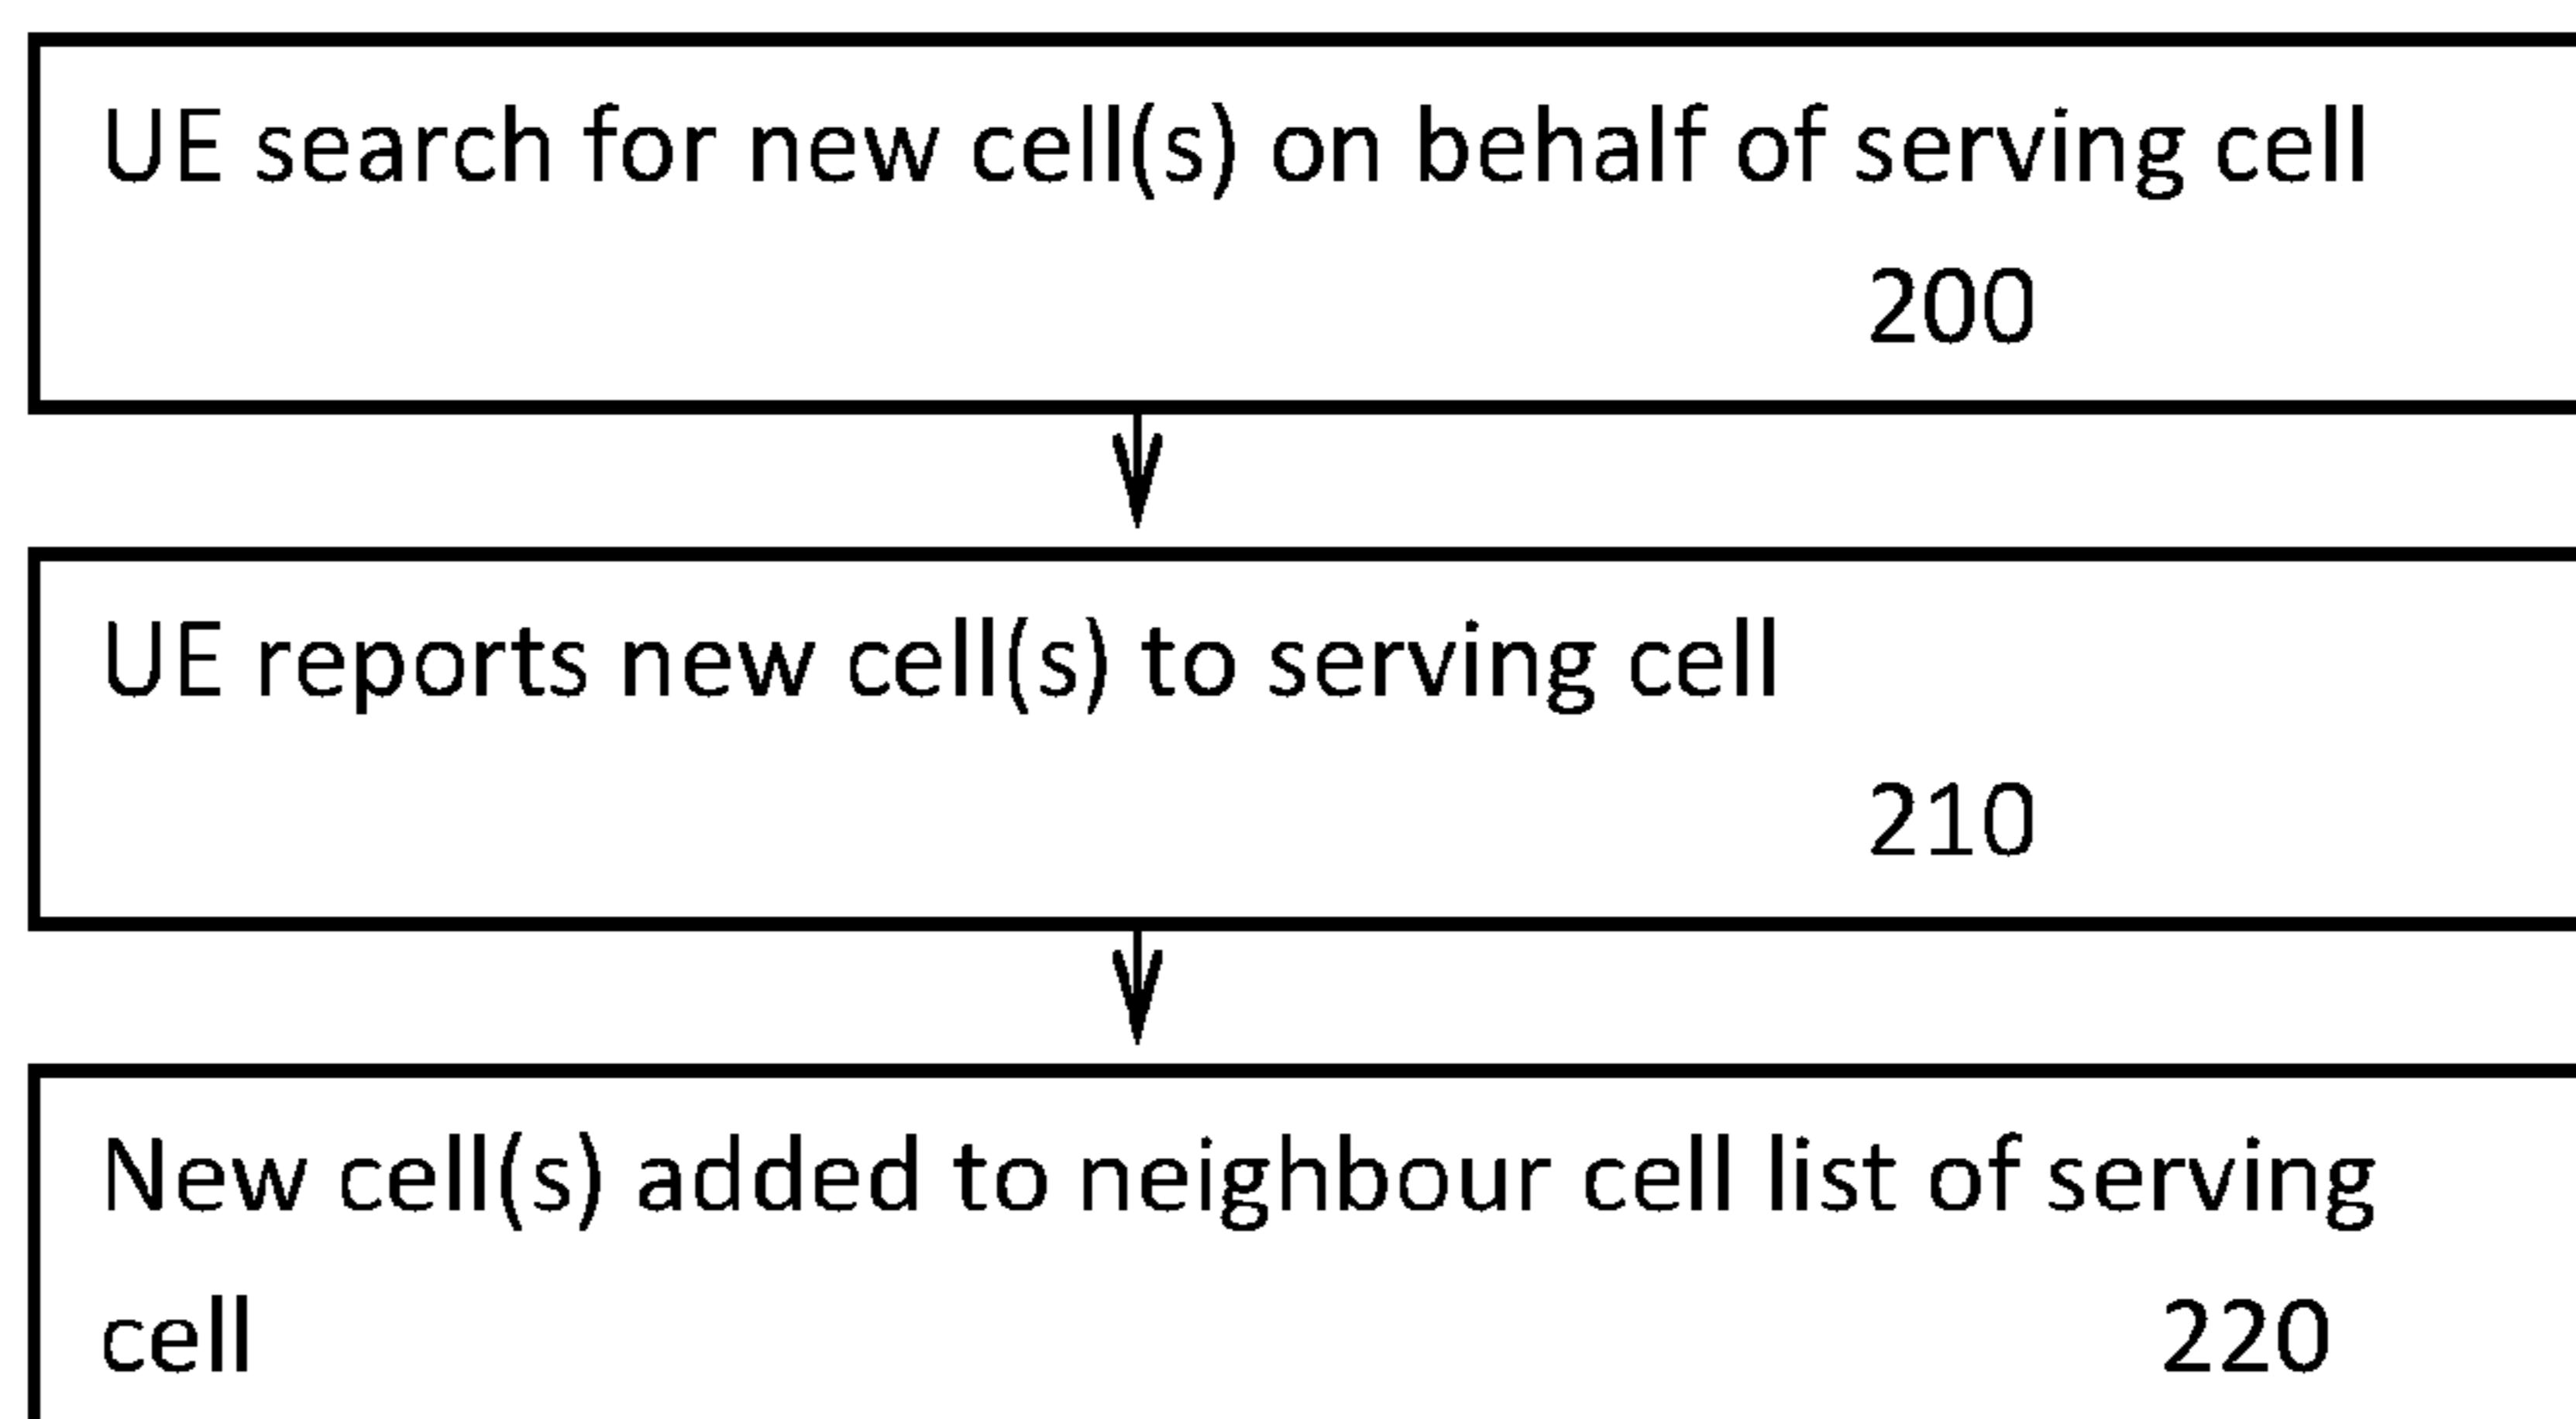 UE search for new cell(s) on behalf of serving cell
200
UE reports new cell(s) to serving cell
210
New cell(s) added to neighbour cell list of serving
cell 220